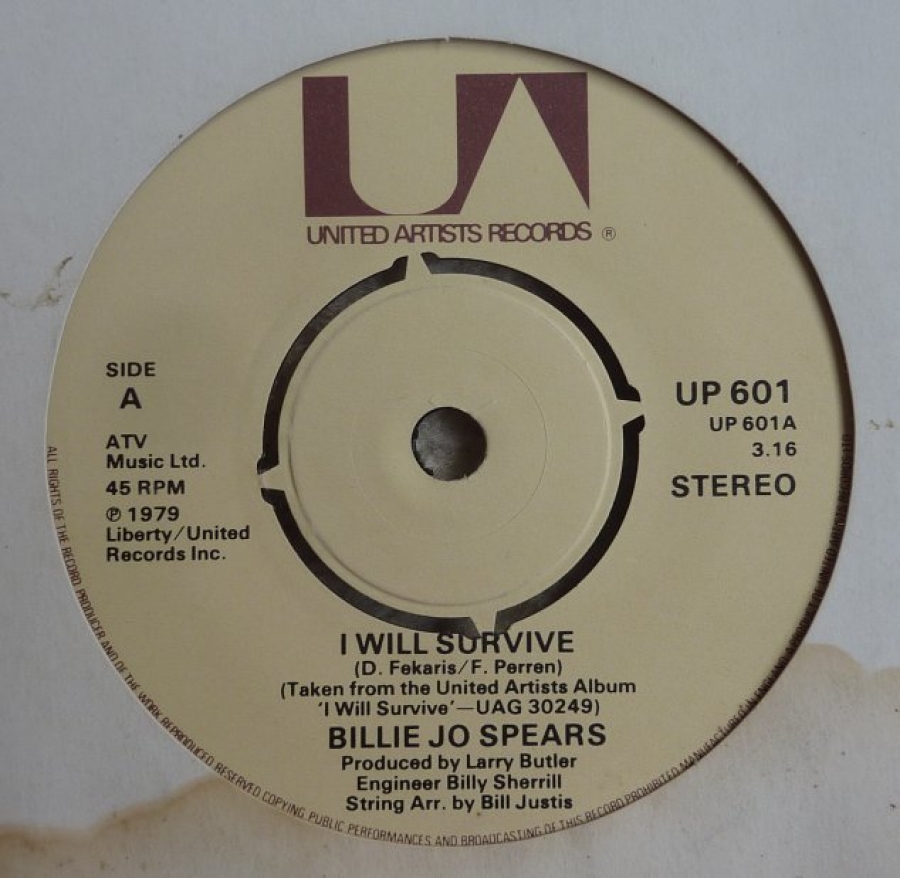 UA
UNITED ARTISTS RECORDS ®
SIDE
A
ATV
Music Ltd.
45 RPM
℗ 1979
Liberty/United
Records Inc.
UP 601
UP 601A
3.16
STEREO
I WILL SURVIVE
(D. Fekaris/F. Perren)
(Taken from the United Artists Album
'I Will Survive'—UAG 30249)
BILLIE JO SPEARS
Produced by Larry Butler
Engineer Billy Sherrill
String Arr. by Bill Justis
ALL RIGHTS OF THE RECORD PRODUCER AND OF THE WORK REPRODUCED RESERVED COPYING PUBLIC PERFORMANCES AND BROADCASTING OF THIS RECORD PROHIBITED MANUFACTURED IN